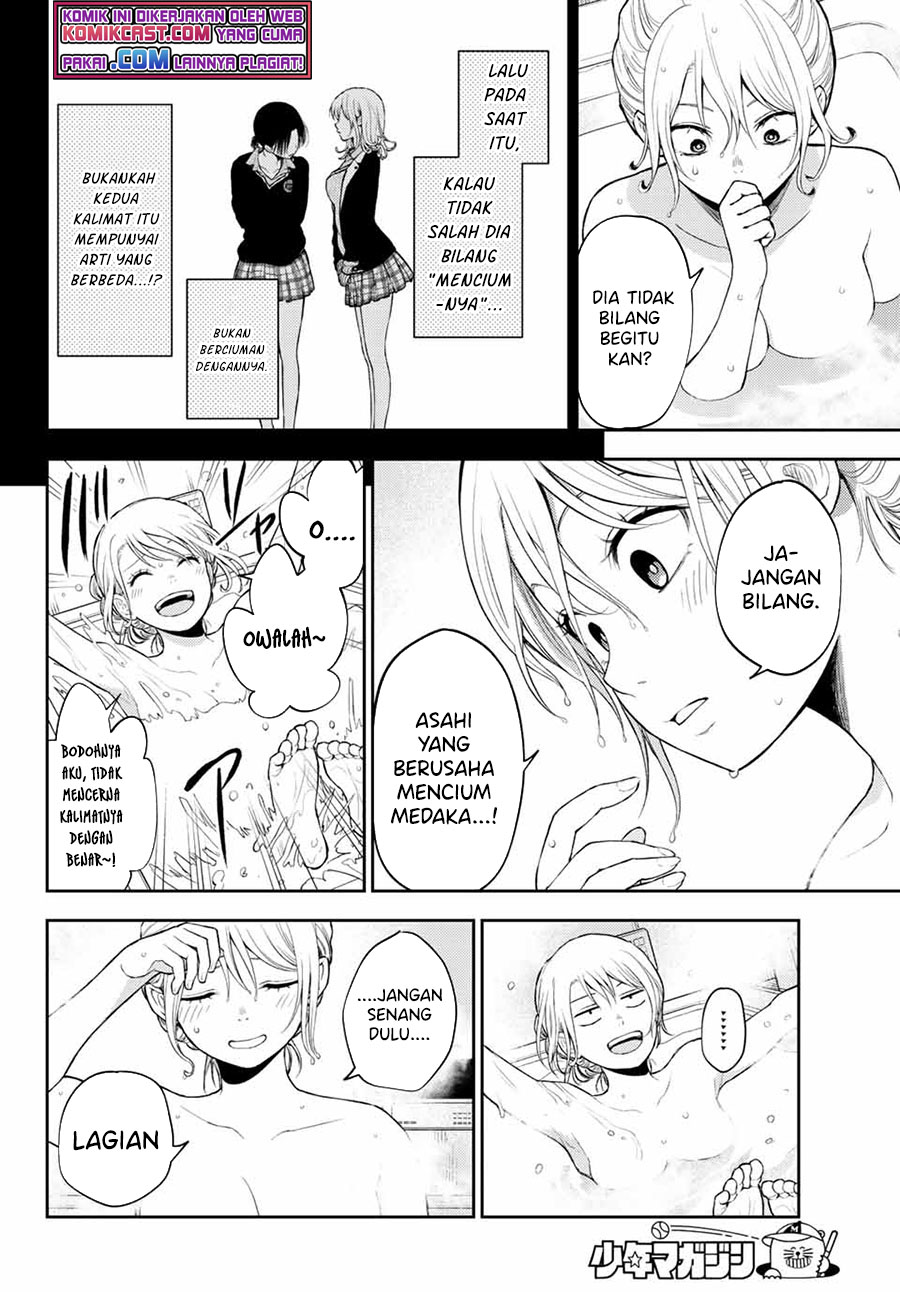 KOMIK INI DIKERJAKAN OLEH WEB
KOMIKCAST.COM YANG CUMA
PAKAI .COM LAINNYA PLAGIAT!
DIA TIDAK
BILANG
BEGITU
KAN?
LALU
PADA
SAAT
ITU,
KALAU
TIDAK
SALAH DIA
BILANG
"MENCIUM
-NYA"...
BUKAN
BERCIUMAN
DENGANNYA.
BUKANKAH
KEDUA
KALIMAT ITU
MEMPUNYAI
ARTI YANG
BERBEDA...!?
JA-
JANGAN
BILANG.
ASAHI
YANG
BERUSAHA
MENCIUM
MEDAKA...!
O....
OWALAH~
BODOHNYA
AKU, TIDAK
MENCERNA
KALIMATNYA
DENGAN
BENAR~!
....JANGAN
SENANG
DULU....
LAGIAN
少年マガジン